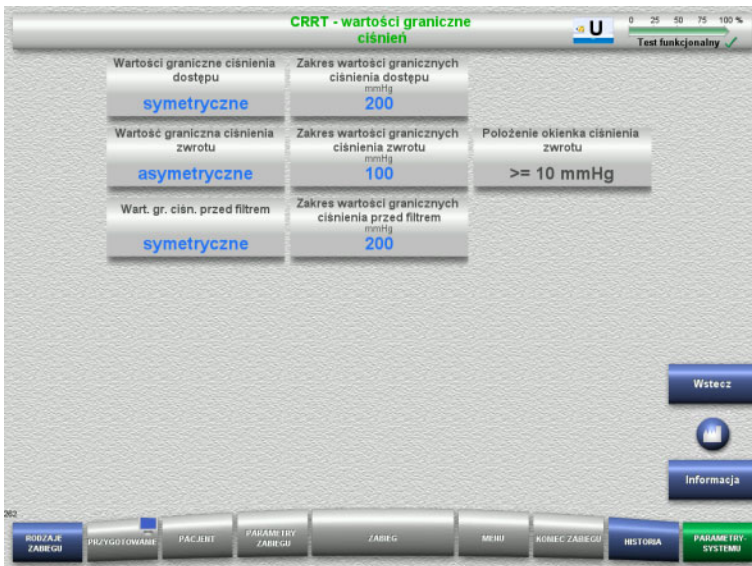 CRRT - wartości graniczne
ciśnień
U
0 25 50 75 100 %
Test funkcjonalny
Wartości graniczne ciśnienia
dostępu
symetryczne
Zakres wartości granicznych
ciśnienia dostępu
mmHg
200
Wartość graniczna ciśnienia
zwrotu
asymetryczne
Zakres wartości granicznych
ciśnienia zwrotu
mmHg
100
Położenie okienka ciśnienia
zwrotu
>= 10 mmHg
Wart. gr. ciśn. przed filtrem
symetryczne
Zakres wartości granicznych
ciśnienia przed filtrem
mmHg
200
Wstecz
Informacja
262
RODZAJE
ZABIEGU
PRZYGOTOWANIE
PACJENT
PARAMETRY
ZABIEGU
ZABIEG
MENU
KONIEC ZABIEGU
HISTORIA
PARAMETRY-
SYSTEMU